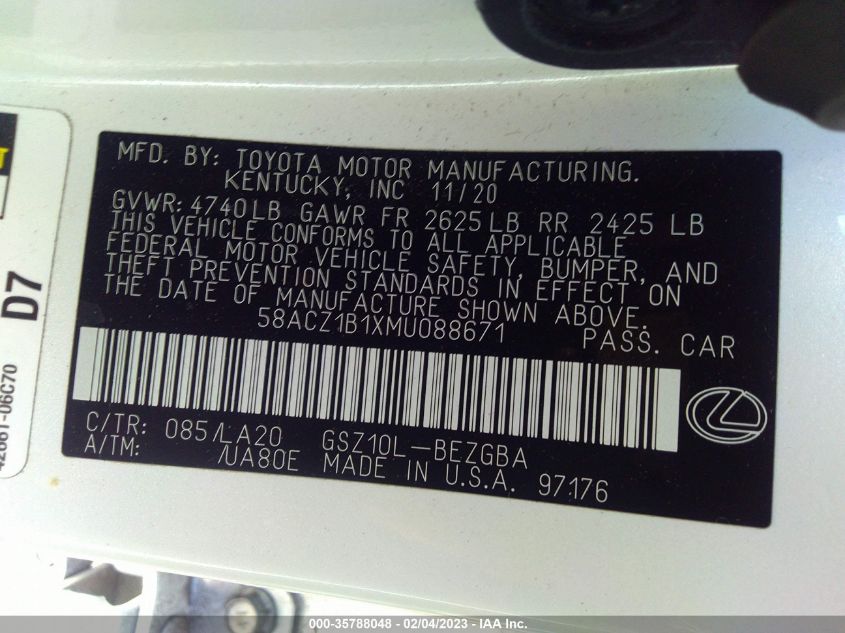 MFD. BY: TOYOTA MOTOR MANUFACTURING.
KENTUCKY, INC 11/20
GVWR: 4740LB GAWR FR 2625LB RR 2425 LB
THIS VEHICLE CONFORMS TO ALL APPLICABLE
FEDERAL MOTOR VEHICLE SAFETY, BUMPER, AND
THEFT PREVENTION STANDARDS IN EFFECT ON
THE DATE OF MANUFACTURE SHOWN ABOVE.
58ACZ1B1XMU088671 PASS. CAR
C/TR: 085/LA20 GSZ10L-BEZGBA
A/TM: /UA80E MADE IN U.S.A. 97176
D7
42661-06C70
000-35788048 - 02/04/2023 - IAA Inc.